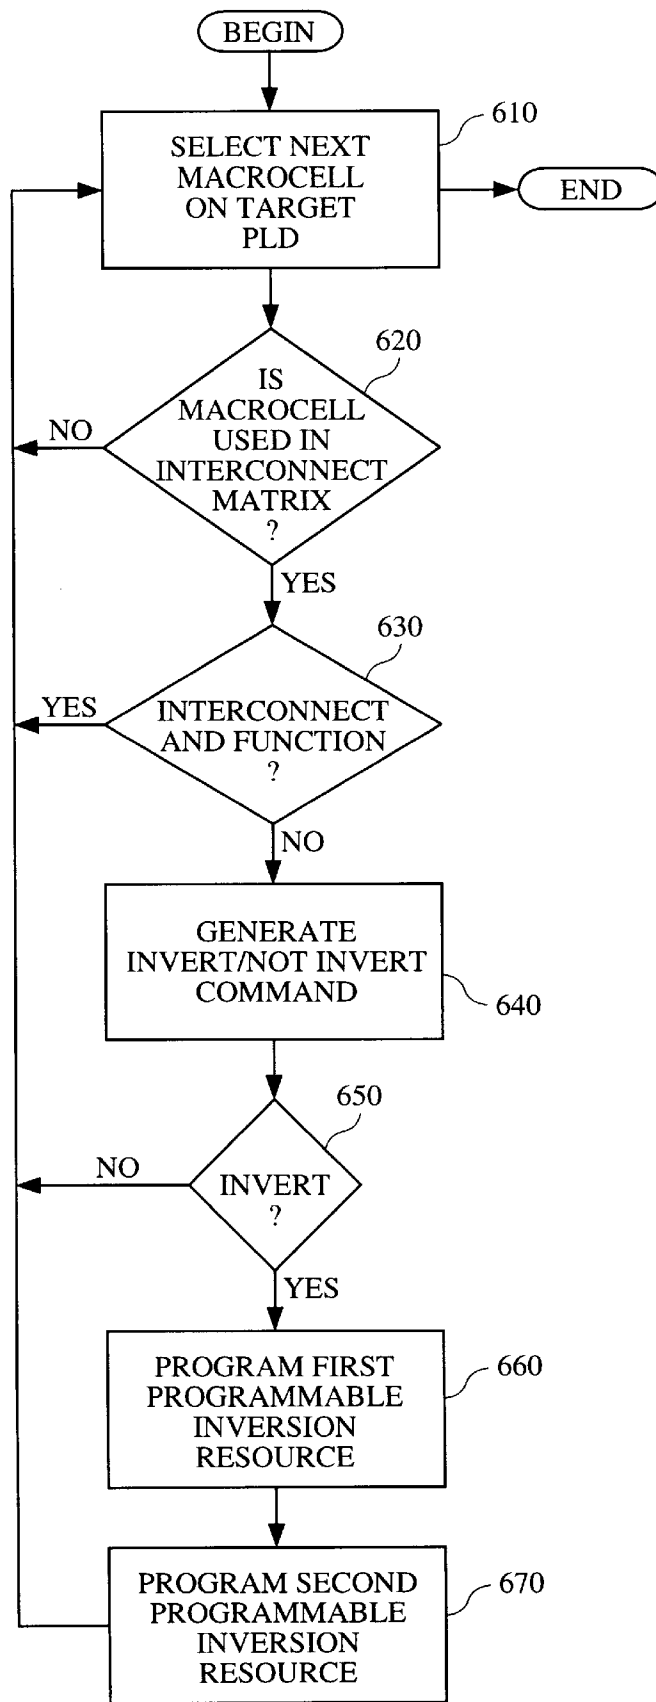 BEGIN
610
SELECT NEXT
MACROCELL
ON TARGET
PLD
END
620
IS
MACROCELL
USED IN
INTERCONNECT
MATRIX
?
NO
YES
630
YES
INTERCONNECT
AND FUNCTION
?
NO
GENERATE
INVERT/NOT INVERT
COMMAND
640
650
NO
INVERT
?
YES
PROGRAM FIRST
PROGRAMMABLE
INVERSION
RESOURCE
660
PROGRAM SECOND
PROGRAMMABLE
INVERSION
RESOURCE
670